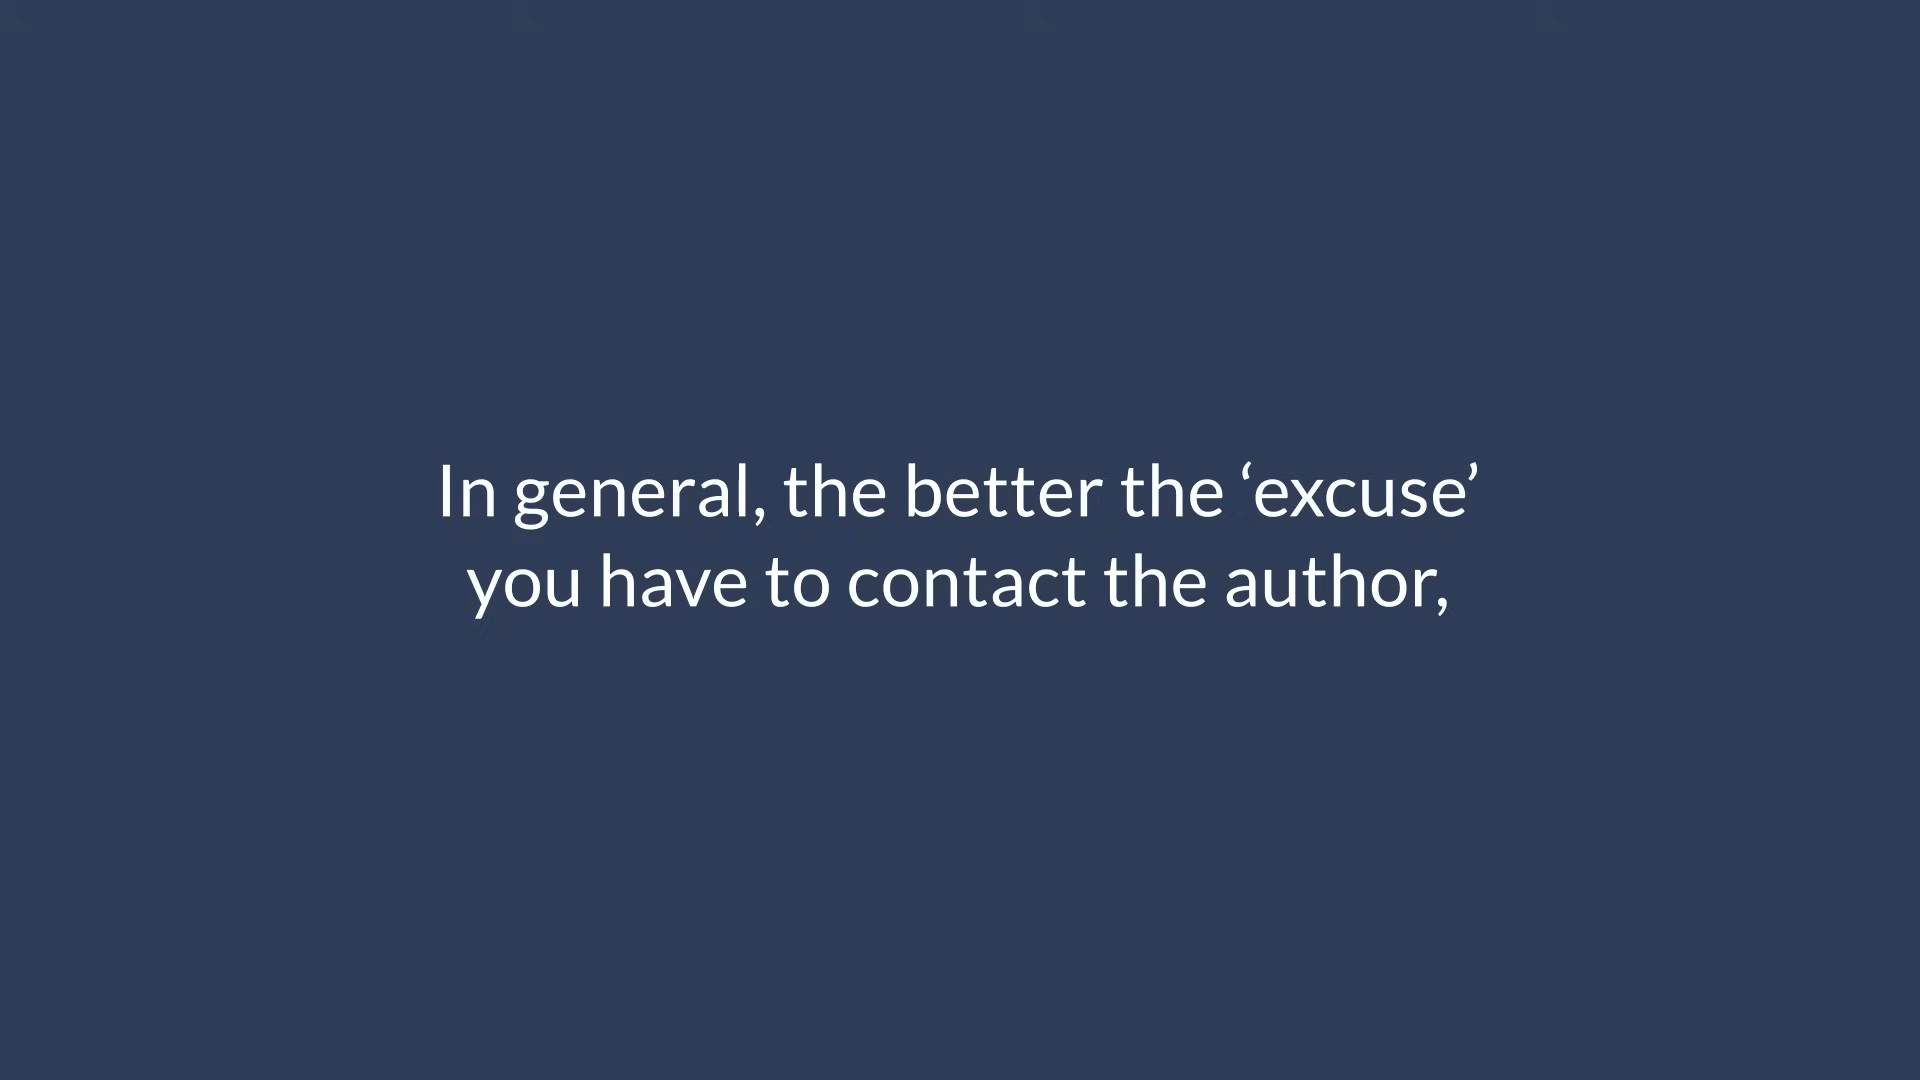 In general, the better the ‘excuse’
you have to contact the author,